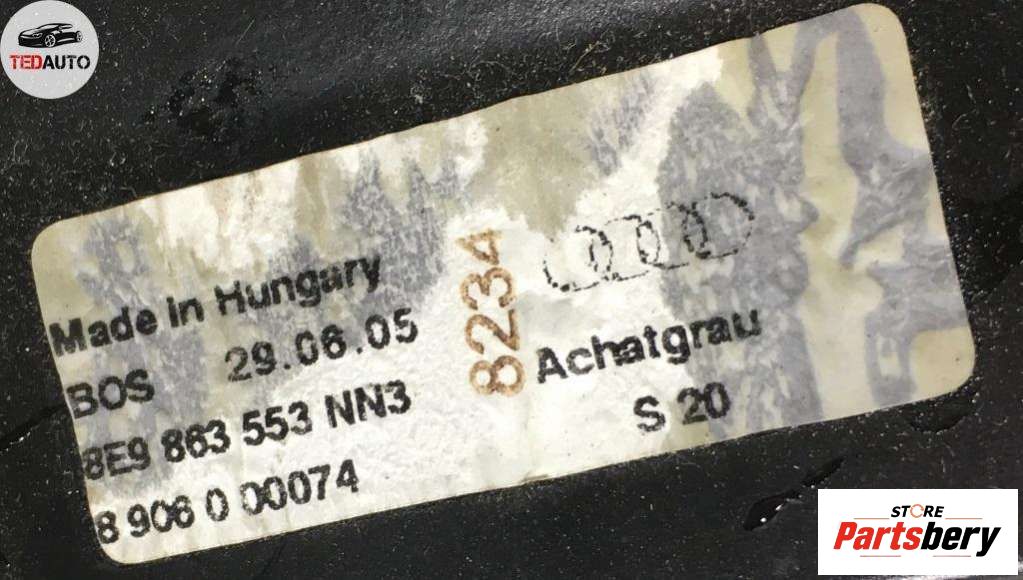 TEDAUTO
Made in Hungary
BOS 29.06.05
8E9 863 553 NN3
8 906 0 00074
8234
Achatgrau
S 20
STORE
Partsbery